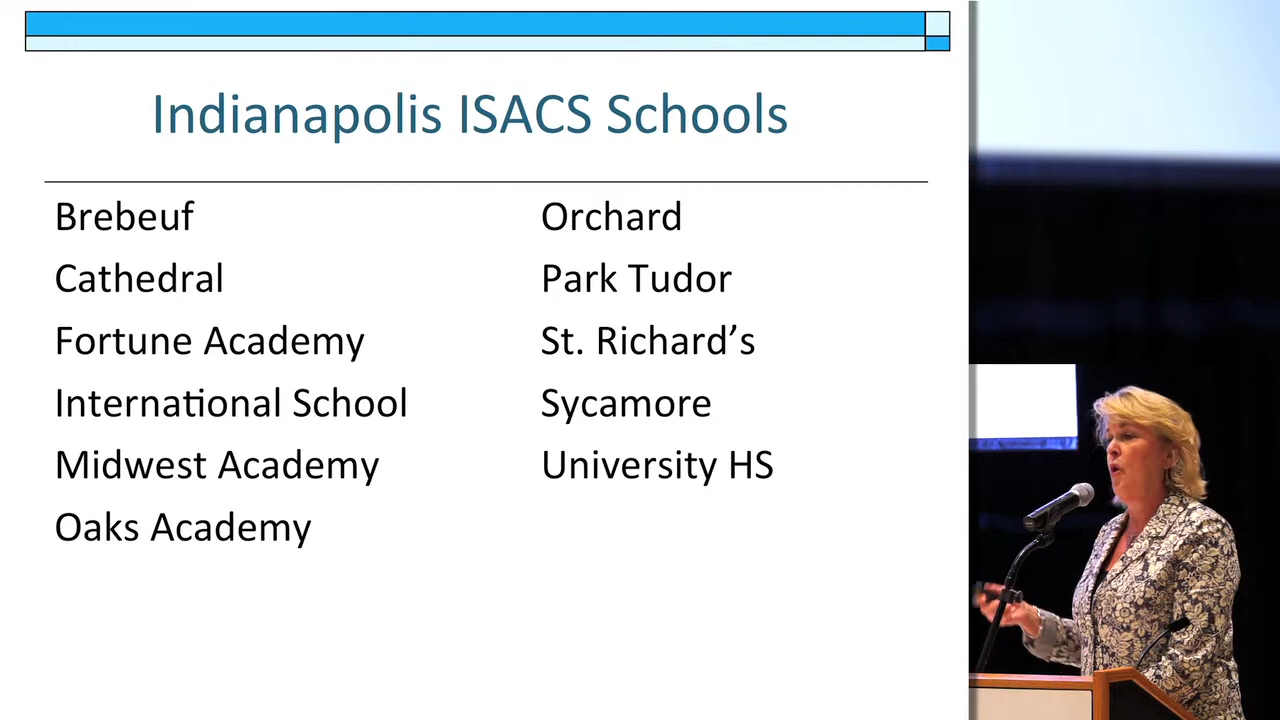 Indianapolis ISACS Schools
Brebeuf
Cathedral
Fortune Academy
International School
Midwest Academy
Oaks Academy
Orchard
Park Tudor
St. Richard’s
Sycamore
University HS